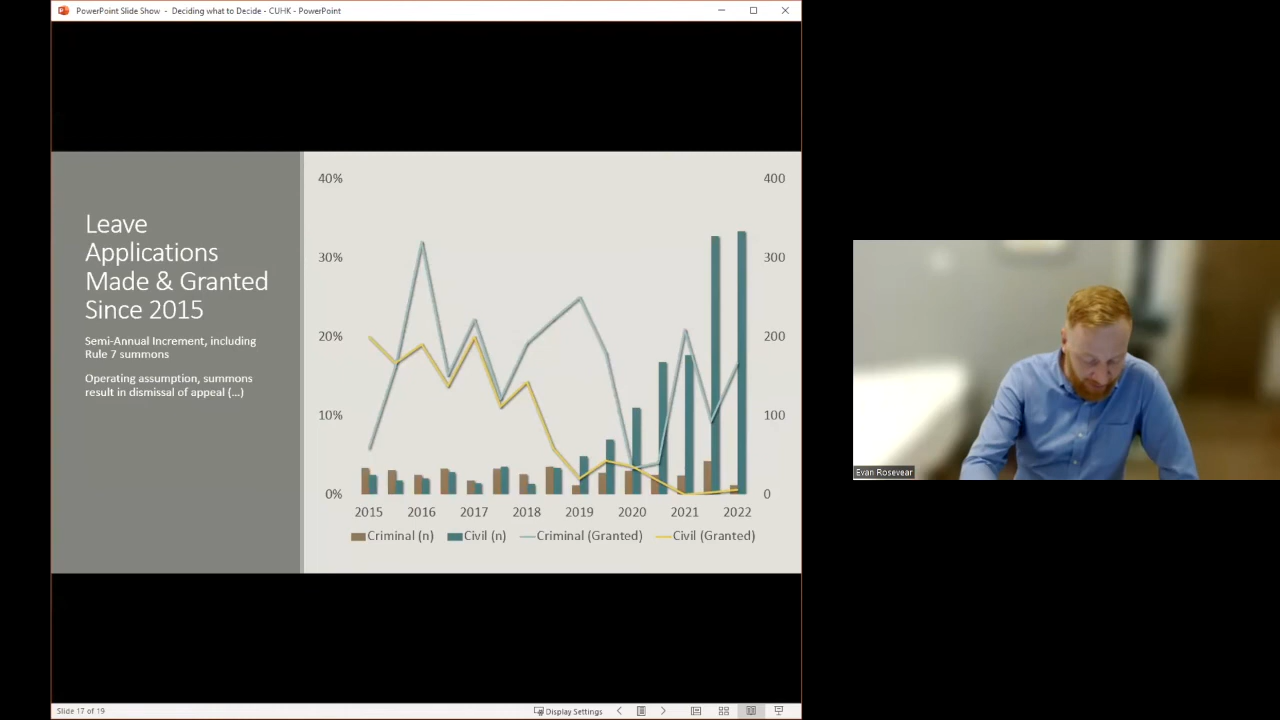 PowerPoint Slide Show - Deciding what to Decide - CUHK - PowerPoint
Leave
Applications
Made & Granted
Since 2015
Semi-Annual Increment, including
Rule 7 summons
Operating assumption, summons
result in dismissal of appeal (...)
40%
400
30%
300
20%
200
10%
100
0%
0
2015 2016 2017 2018 2019 2020 2021 2022
Criminal (n) Civil (n) Criminal (Granted) Civil (Granted)
Evan Rosevear
Slide 17 of 19
Display Settings